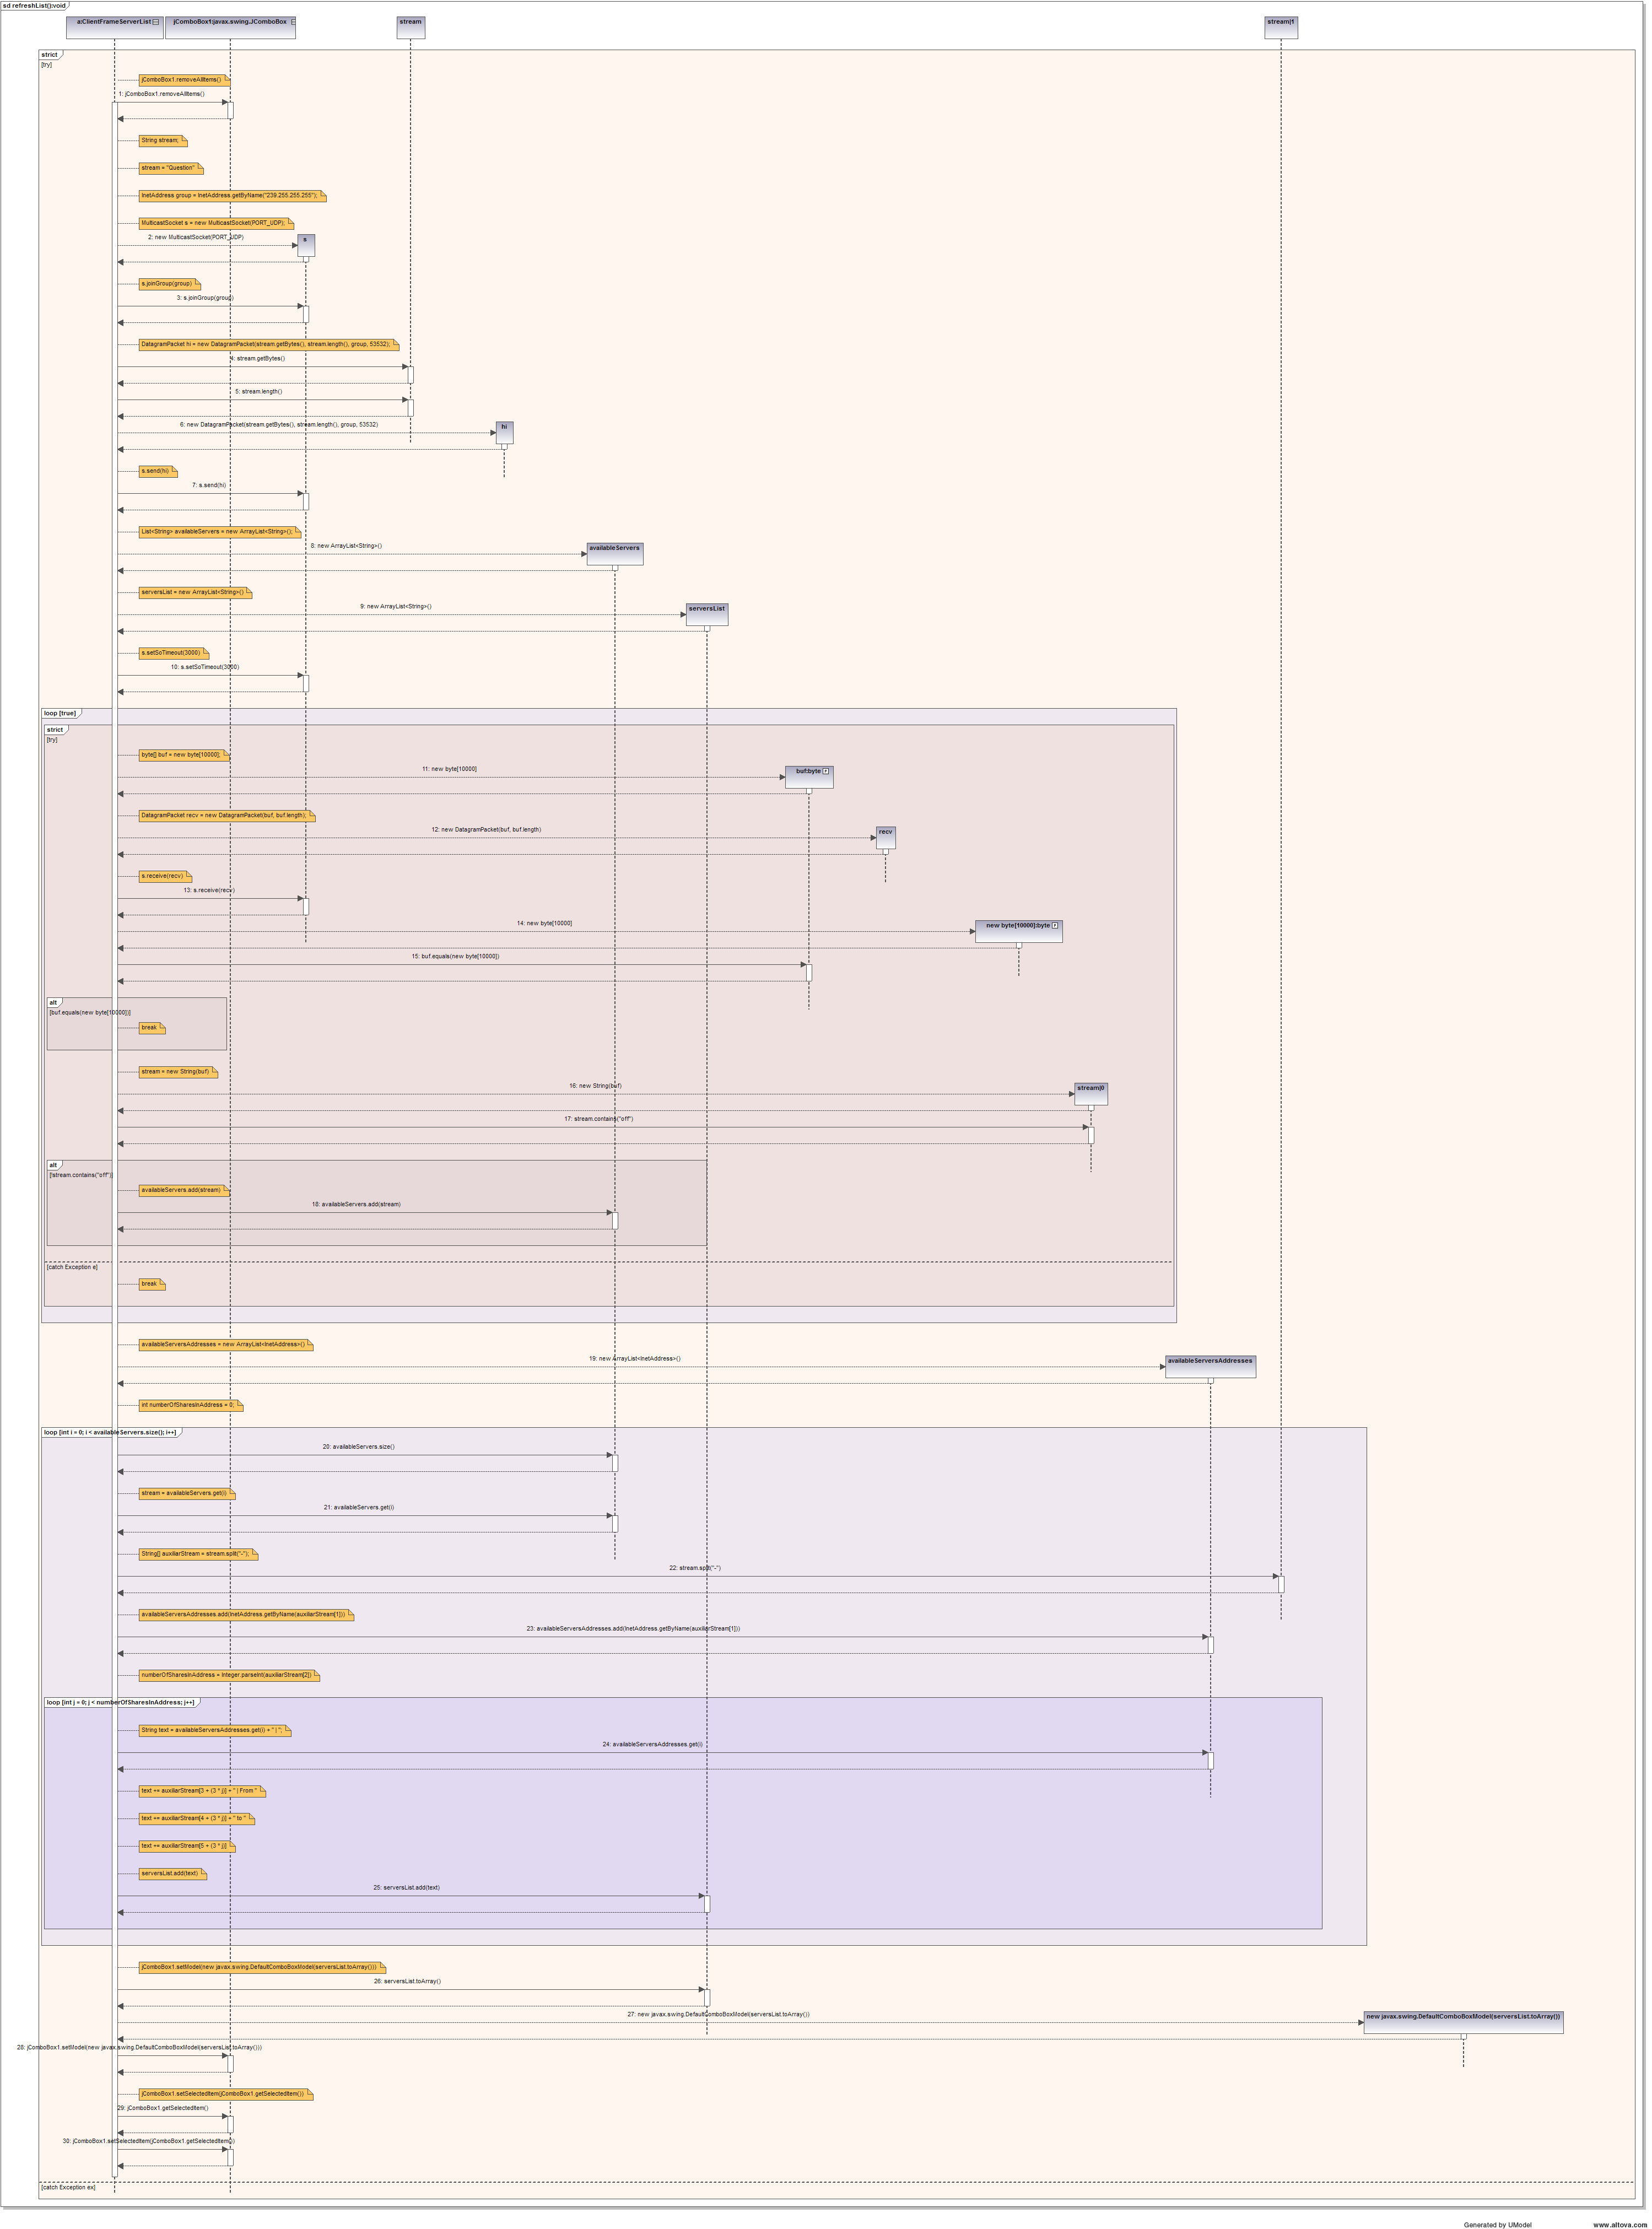 sd refreshList():void
a:ClientFrameServerList
jComboBox1:javax.swing.JComboBox
stream
stream|1
strict
[try]
jComboBox1.removeAllItems()
1: jComboBox1.removeAllItems()
String stream;
stream = "Question"
InetAddress group = InetAddress.getByName("239.255.255.255");
MulticastSocket s = new MulticastSocket(PORT_UDP);
2: new MulticastSocket(PORT_UDP)
s
s.joinGroup(group)
3: s.joinGroup(group)
DatagramPacket hi = new DatagramPacket(stream.getBytes(), stream.length(), group, 53532);
4: stream.getBytes()
5: stream.length()
6: new DatagramPacket(stream.getBytes(), stream.length(), group, 53532)
hi
s.send(hi)
7: s.send(hi)
List<String> availableServers = new ArrayList<String>();
8: new ArrayList<String>()
availableServers
serversList = new ArrayList<String>()
9: new ArrayList<String>()
serversList
s.setSoTimeout(3000)
10: s.setSoTimeout(3000)
loop [true]
strict
[try]
byte[] buf = new byte[10000];
11: new byte[10000]
buf:byte
DatagramPacket recv = new DatagramPacket(buf, buf.length);
12: new DatagramPacket(buf, buf.length)
recv
s.receive(recv)
13: s.receive(recv)
14: new byte[10000]
new byte[10000]:byte
15: buf.equals(new byte[10000])
alt
[buf.equals(new byte[10000])]
break
stream = new String(buf)
16: new String(buf)
stream|0
17: stream.contains("off")
alt
[!stream.contains("off")]
availableServers.add(stream)
18: availableServers.add(stream)
[catch Exception e]
break
availableServersAddresses = new ArrayList<InetAddress>()
19: new ArrayList<InetAddress>()
availableServersAddresses
int numberOfSharesInAddress = 0;
loop [int i = 0; i < availableServers.size(); i++]
20: availableServers.size()
stream = availableServers.get(i)
21: availableServers.get(i)
String[] auxiliarStream = stream.split("-");
22: stream.split("-")
availableServersAddresses.add(InetAddress.getByName(auxiliarStream[1]))
23: availableServersAddresses.add(InetAddress.getByName(auxiliarStream[1]))
numberOfSharesInAddress = Integer.parseInt(auxiliarStream[2])
loop [int j = 0; j < numberOfSharesInAddress; j++]
String text = availableServersAddresses.get(i) + " | ";
24: availableServersAddresses.get(i)
text += auxiliarStream[3 + (3 * j)] + " | From "
text += auxiliarStream[4 + (3 * j)] + " to "
text += auxiliarStream[5 + (3 * j)]
serversList.add(text)
25: serversList.add(text)
jComboBox1.setModel(new javax.swing.DefaultComboBoxModel(serversList.toArray()))
26: serversList.toArray()
27: new javax.swing.DefaultComboBoxModel(serversList.toArray())
new javax.swing.DefaultComboBoxModel(serversList.toArray())
28: jComboBox1.setModel(new javax.swing.DefaultComboBoxModel(serversList.toArray()))
jComboBox1.setSelectedItem(jComboBox1.getSelectedItem())
29: jComboBox1.getSelectedItem()
30: jComboBox1.setSelectedItem(jComboBox1.getSelectedItem())
[catch Exception ex]
Generated by UModel
www.altova.com